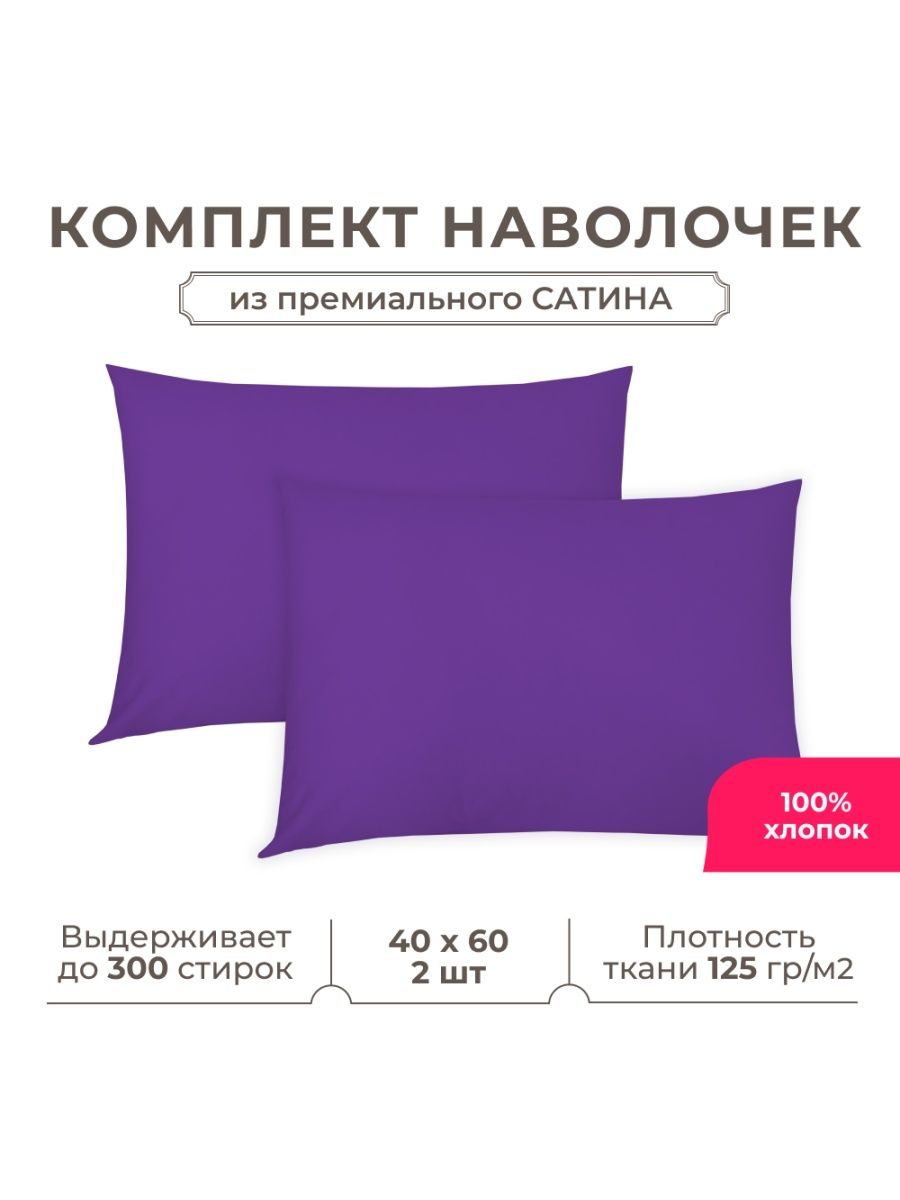 КОМПЛЕКТ НАВОЛОЧЕК
из премиального САТИНА
100%
хлопок
Выдерживает
до 300 стирок
40 х 60
2 шт
Плотность
ткани 125 гр/м2